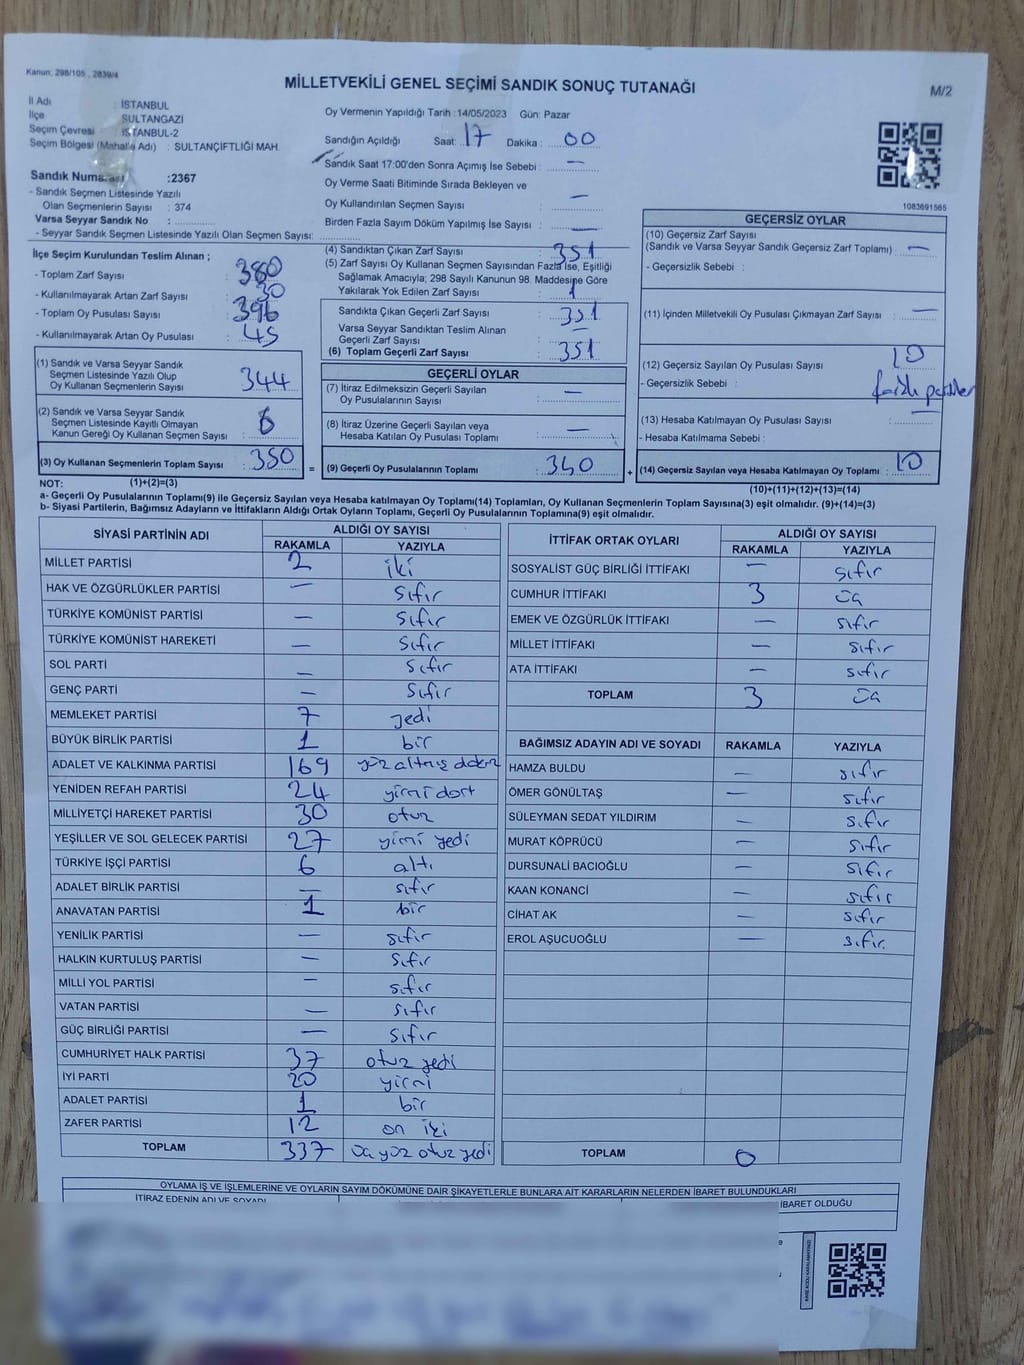 Kanun; 298/105 , 2839/4
MİLLETVEKİLİ GENEL SEÇİMİ SANDIK SONUÇ TUTANAĞI
M/2
İl Adı : İSTANBUL
İlçe : SULTANGAZİ
Seçim Çevresi : İSTANBUL-2
Seçim Bölgesi (Mahalle Adı) : SULTANÇİFTLİĞİ MAH.
Sandık Numarası :2367
- Sandık Seçmen Listesinde Yazılı
Olan Seçmenlerin Sayısı : 374
Varsa Seyyar Sandık No :
- Seyyar Sandık Seçmen Listesinde Yazılı Olan Seçmen Sayısı:
Oy Vermenin Yapıldığı Tarih :14/05/2023 Gün: Pazar
Sandığın Açıldığı Saat: 17 Dakika : 00
Sandık Saat 17:00'den Sonra Açımış İse Sebebi : —
Oy Verme Saati Bitiminde Sırada Bekleyen ve
Oy Kullandırılan Seçmen Sayısı : —
Birden Fazla Sayım Döküm Yapılmış İse Sayısı : —
1083691565
İlçe Seçim Kurulundan Teslim Alınan ;
- Toplam Zarf Sayısı : 380
- Kullanılmayarak Artan Zarf Sayısı : 30
- Toplam Oy Pusulası Sayısı : 396
- Kullanılmayarak Artan Oy Pusulası : 45
(1) Sandık ve Varsa Seyyar Sandık
Seçmen Listesinde Yazılı Olup
Oy Kullanan Seçmenlerin Sayısı : 344
(2) Sandık ve Varsa Seyyar Sandık
Seçmen Listesinde Kayıtlı Olmayan
Kanun Gereği Oy Kullanan Seçmen Sayısı : 6
(3) Oy Kullanan Seçmenlerin Toplam Sayısı : 350
(4) Sandıktan Çıkan Zarf Sayısı : 351
(5) Zarf Sayısı Oy Kullanan Seçmen Sayısından Fazla İse, Eşitliği
Sağlamak Amacıyla; 298 Sayılı Kanunun 98. Maddesine Göre
Yakılarak Yok Edilen Zarf Sayısı : 1
Sandıkta Çıkan Geçerli Zarf Sayısı : 351
Varsa Seyyar Sandıktan Teslim Alınan
Geçerli Zarf Sayısı : —
(6) Toplam Geçerli Zarf Sayısı : 351
GEÇERLİ OYLAR
(7) İtiraz Edilmeksizin Geçerli Sayılan
Oy Pusulalarının Sayısı : —
(8) İtiraz Üzerine Geçerli Sayılan veya
Hesaba Katılan Oy Pusulası Toplamı : —
= (9) Geçerli Oy Pusulalarının Toplamı : 340
GEÇERSİZ OYLAR
(10) Geçersiz Zarf Sayısı
(Sandık ve Varsa Seyyar Sandık Geçersiz Zarf Toplamı) : —
- Geçersizlik Sebebi :
(11) İçinden Milletvekili Oy Pusulası Çıkmayan Zarf Sayısı : —
(12) Geçersiz Sayılan Oy Pusulası Sayısı : 10
- Geçersizlik Sebebi :
(13) Hesaba Katılmayan Oy Pusulası Sayısı : —
- Hesaba Katılmama Sebebi :
+ (14) Geçersiz Sayılan veya Hesaba Katılmayan Oy Toplamı : 10
NOT: (1)+(2)=(3)
(10)+(11)+(12)+(13)=(14)
a- Geçerli Oy Pusulalarının Toplamı(9) ile Geçersiz Sayılan veya Hesaba katılmayan Oy Toplamı(14) Toplamları, Oy Kullanan Seçmenlerin Toplam Sayısına(3) eşit olmalıdır. (9)+(14)=(3)
b- Siyasi Partilerin, Bağımsız Adayların ve İttifakların Aldığı Ortak Oyların Toplamı, Geçerli Oy Pusulalarının Toplamına(9) eşit olmalıdır.
SİYASİ PARTİNİN ADI ALDIĞI OY SAYISI
RAKAMLA YAZIYLA
MİLLET PARTİSİ 2 iki
HAK VE ÖZGÜRLÜKLER PARTİSİ — sıfır
TÜRKİYE KOMÜNİST PARTİSİ — sıfır
TÜRKİYE KOMÜNİST HAREKETİ — sıfır
SOL PARTİ — sıfır
GENÇ PARTİ — sıfır
MEMLEKET PARTİSİ 7 yedi
BÜYÜK BİRLİK PARTİSİ 1 bir
ADALET VE KALKINMA PARTİSİ 169 yüz altmış dokuz
YENİDEN REFAH PARTİSİ 24 yirmi dört
MİLLİYETÇİ HAREKET PARTİSİ 30 otuz
YEŞİLLER VE SOL GELECEK PARTİSİ 27 yirmi yedi
TÜRKİYE İŞÇİ PARTİSİ 6 altı
ADALET BİRLİK PARTİSİ — sıfır
ANAVATAN PARTİSİ 1 bir
YENİLİK PARTİSİ — sıfır
HALKIN KURTULUŞ PARTİSİ — sıfır
MİLLİ YOL PARTİSİ — sıfır
VATAN PARTİSİ — sıfır
GÜÇ BİRLİĞİ PARTİSİ — sıfır
CUMHURİYET HALK PARTİSİ 37 otuz yedi
İYİ PARTİ 20 yirmi
ADALET PARTİSİ 1 bir
ZAFER PARTİSİ 12 on iki
TOPLAM 337 üç yüz otuz yedi
İTTİFAK ORTAK OYLARI ALDIĞI OY SAYISI
RAKAMLA YAZIYLA
SOSYALİST GÜÇ BİRLİĞİ İTTİFAKI — sıfır
CUMHUR İTTİFAKI 3 üç
EMEK VE ÖZGÜRLÜK İTTİFAKI — sıfır
MİLLET İTTİFAKI — sıfır
ATA İTTİFAKI — sıfır
TOPLAM 3 üç
BAĞIMSIZ ADAYIN ADI VE SOYADI RAKAMLA YAZIYLA
HAMZA BULDU — sıfır
ÖMER GÖNÜLTAŞ — sıfır
SÜLEYMAN SEDAT YILDIRIM — sıfır
MURAT KÖPRÜCÜ — sıfır
DURSUNALİ BACIOĞLU — sıfır
KAAN KONANCİ — sıfır
CİHAT AK — sıfır
EROL AŞUCUOĞLU — sıfır.
TOPLAM 0
OYLAMA İŞ VE İŞLEMLERİNE VE OYLARIN SAYIM DÖKÜMÜNE DAİR ŞİKAYETLERLE BUNLARA AİT KARARLARIN NELERDEN İBARET BULUNDUKLARI
İTİRAZ EDENİN ADI VE SOYADI
İBARET OLDUĞU